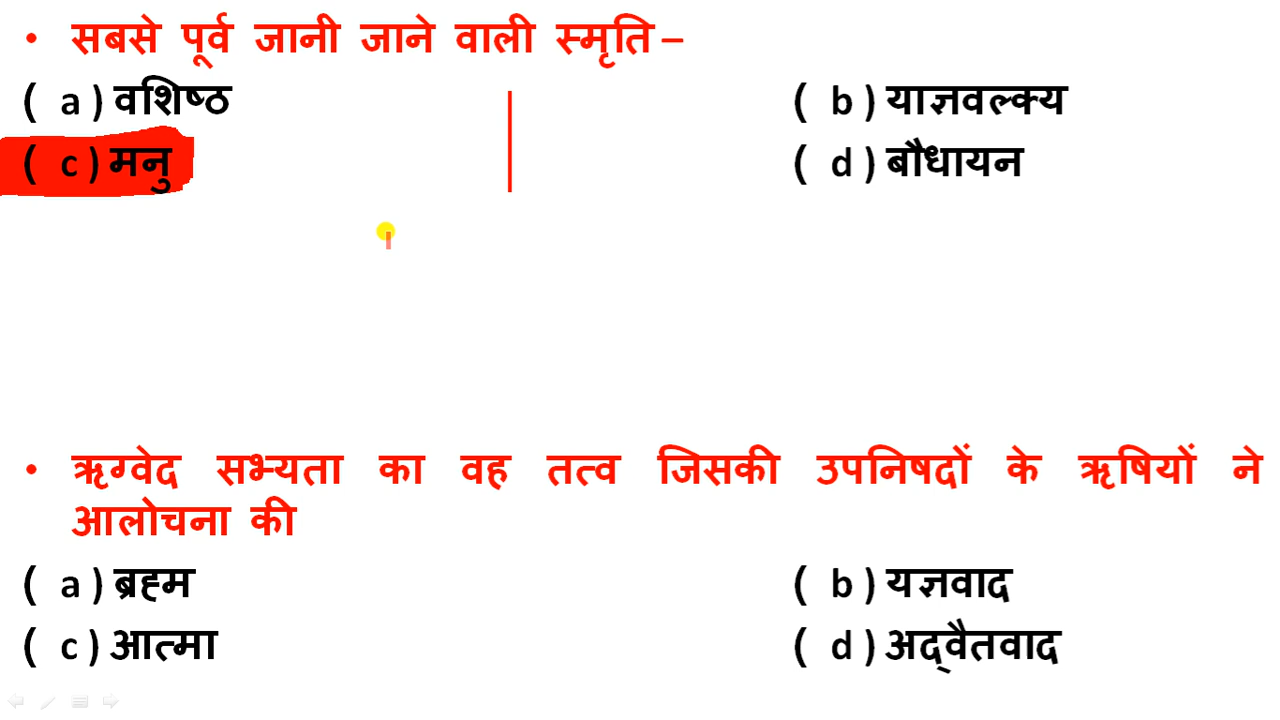 • सबसे पूर्व जानी जाने वाली स्मृति –
( a ) वशिष्ठ ( b ) याज्ञवल्क्य
( c ) मनु ( d ) बौधायन
• ऋग्वेद सभ्यता का वह तत्व जिसकी उपनिषदों के ऋषियों ने
आलोचना की
( a ) ब्रह्म ( b ) यज्ञवाद
( c ) आत्मा ( d ) अद्वैतवाद